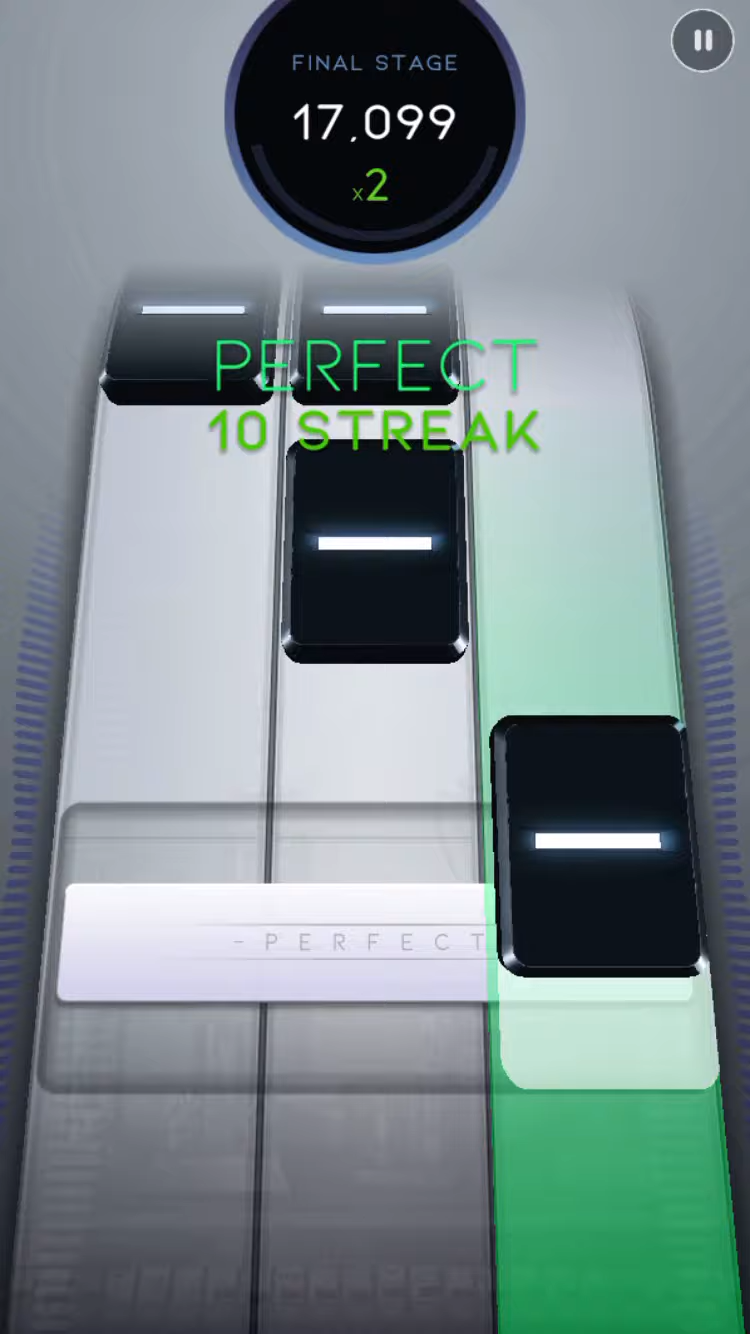 FINAL STAGE
17,099
x2
PERFECT
10 STREAK
- PERFECT